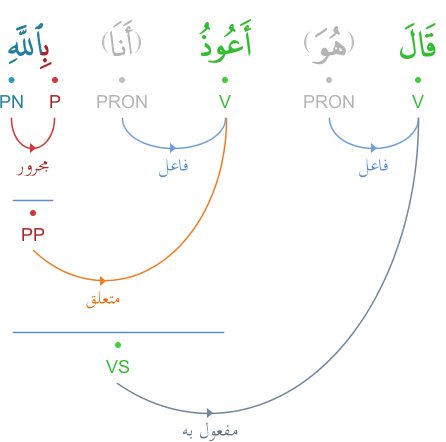 قَالَ (هُوَ) أَعُوذُ (أَنَا) بِٱللَّهِ
V PRON V PRON P PN
فاعل فاعل مجرور
PP
متعلق
VS
مفعول به